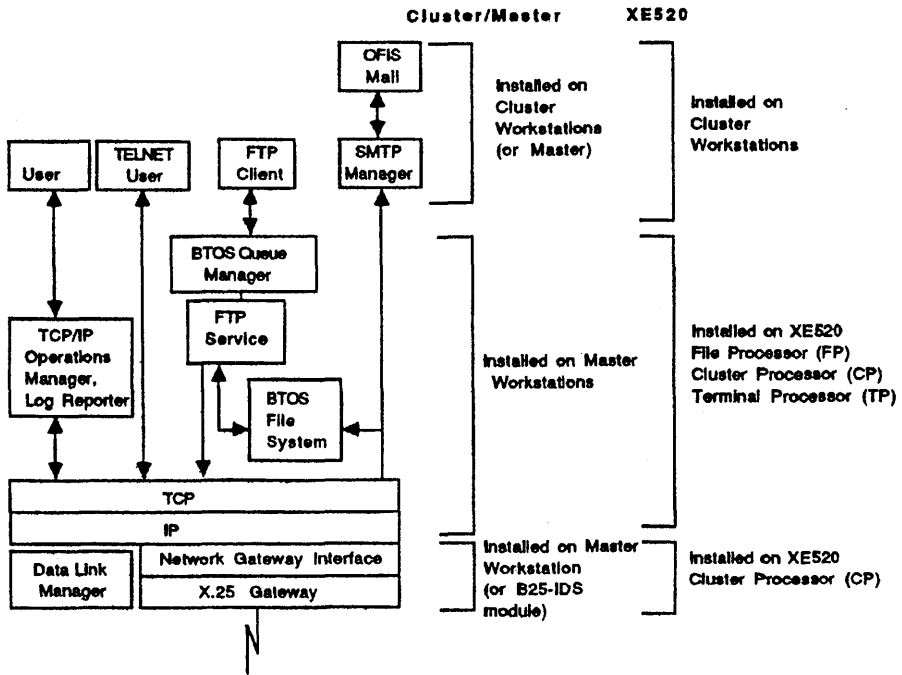 Cluster/Master XE520
OFIS
Mail
Installed on
Cluster
Workstations
(or Master)
Installed on
Cluster
Workstations
User
TELNET
User
FTP
Client
SMTP
Manager
BTOS Queue
Manager
FTP
Service
TCP/IP
Operations
Manager,
Log Reporter
BTOS
File
System
Installed on Master
Workstations
Installed on XE520
File Processor (FP)
Cluster Processor (CP)
Terminal Processor (TP)
TCP
IP
Data Link
Manager
Network Gateway Interface
X.25 Gateway
Installed on Master
Workstation
(or B25-IDS
module)
Installed on XE520
Cluster Processor (CP)